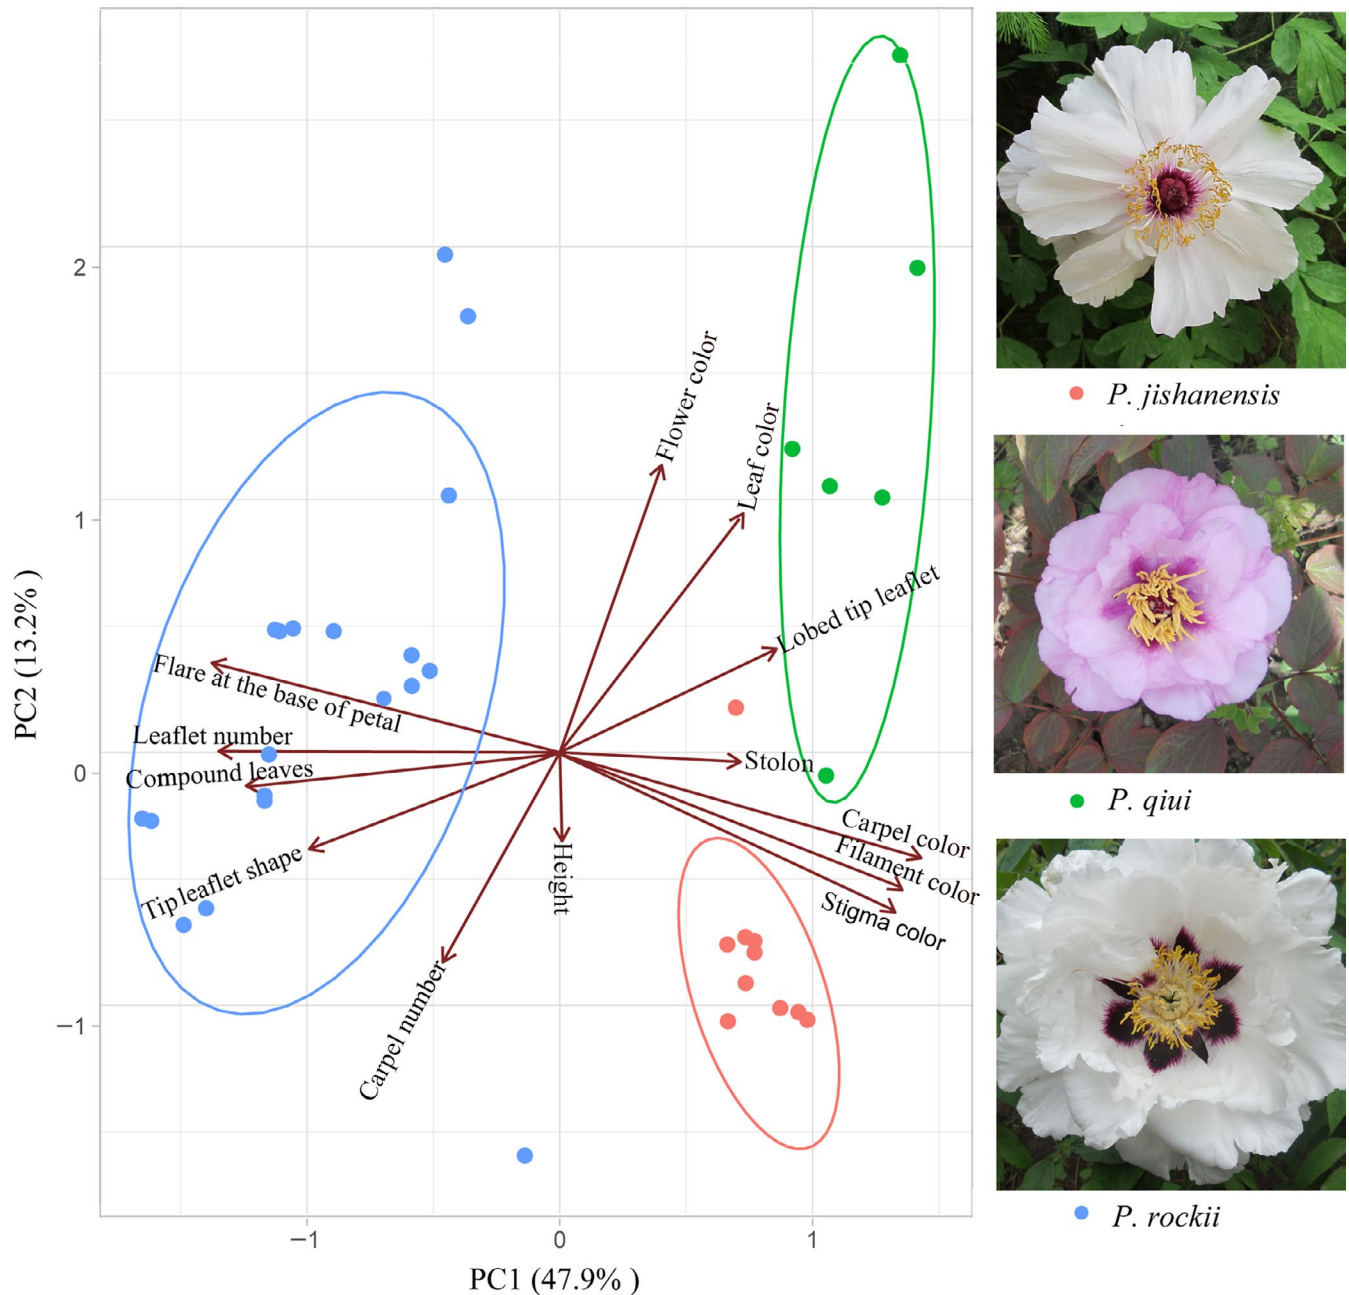 P. jishanensis
P. qiui
P. rockii
Flower color
Leaf color
Lobed tip leaflet
Flare at the base of petal
Leaflet number
Compound leaves
Tipleaflet shape
Carpel number
Height
Stolon
Carpel color
Filament color
Stigma color
2
1
0
−1
PC2 (13.2% )
−1
0
1
PC1 (47.9% )